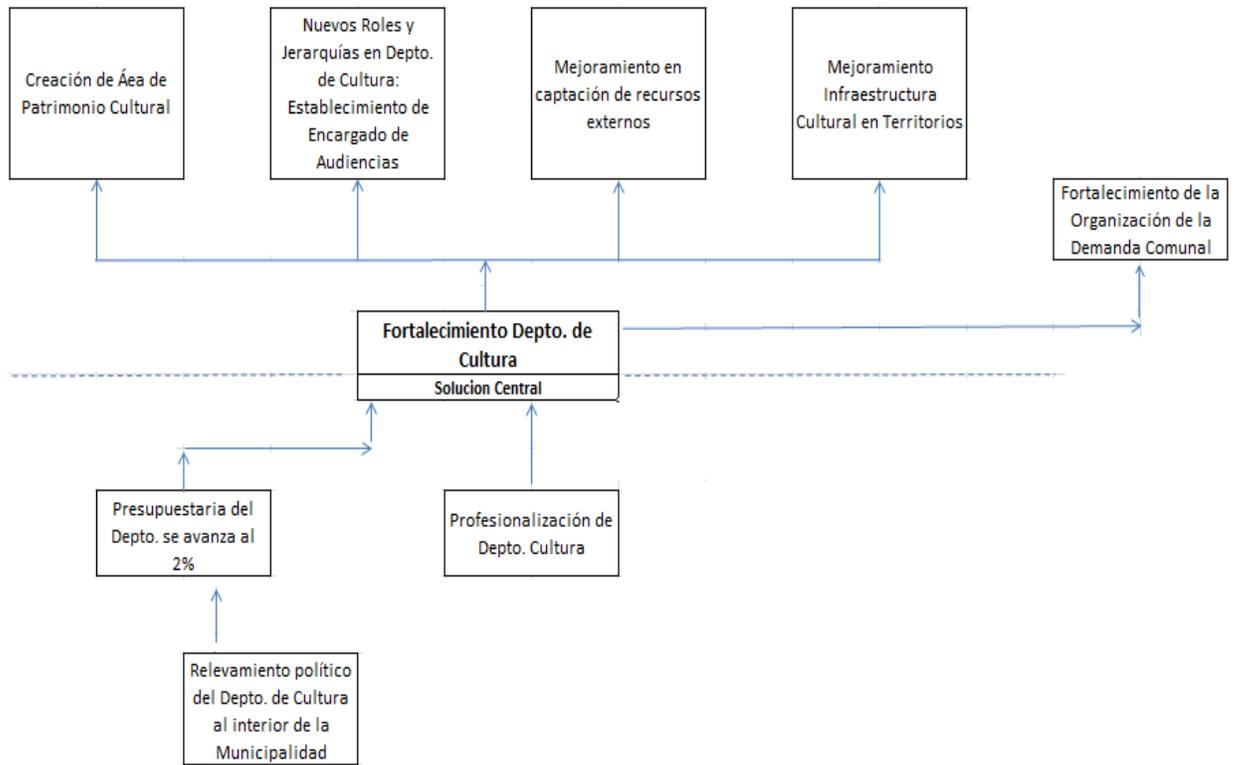 Creación de Áea de
Patrimonio Cultural
Nuevos Roles y
Jerarquías en Depto.
de Cultura:
Establecimiento de
Encargado de
Audiencias
Mejoramiento en
captación de recursos
externos
Mejoramiento
Infraestructura
Cultural en Territorios
Fortalecimiento de la
Organización de la
Demanda Comunal
Fortalecimiento Depto. de
Cultura
Solucion Central
Presupuestaria del
Depto. se avanza al
2%
Profesionalización de
Depto. Cultura
Relevamiento político
del Depto. de Cultura
al interior de la
Municipalidad